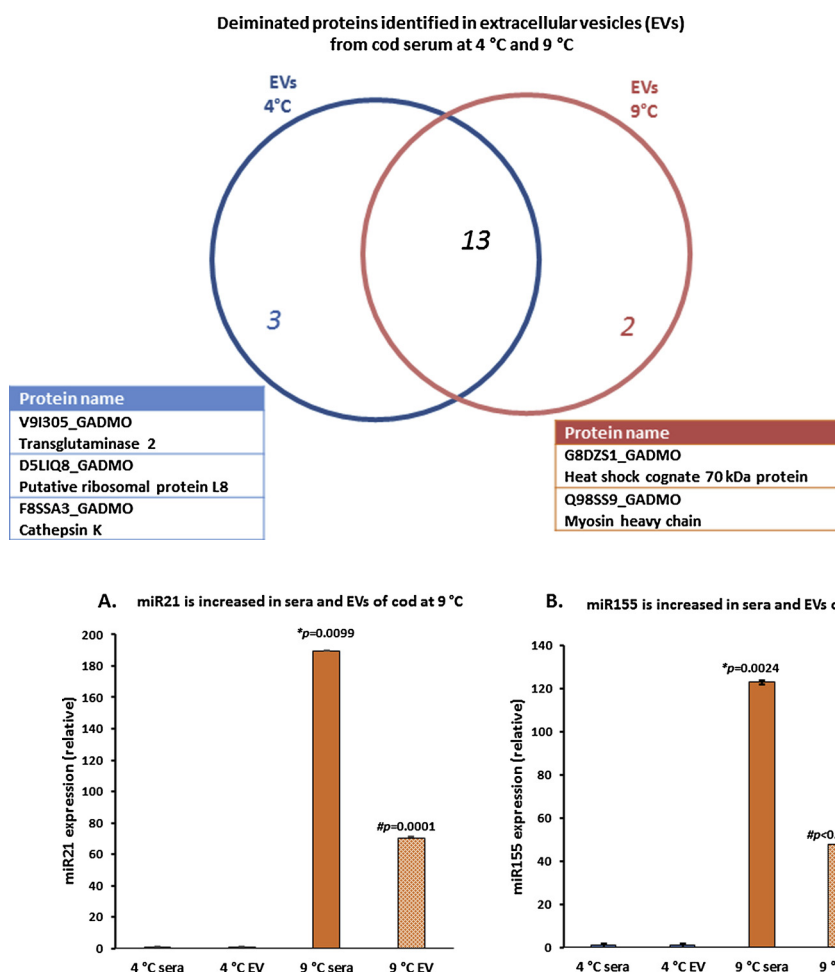 Deiminated proteins identified in extracellular vesicles (EVs)
from cod serum at 4 °C and 9 °C
EVs
4°C
EVs
9°C
13
3
2
Protein name
V9I305_GADMO
Transglutaminase 2
D5LIQ8_GADMO
Putative ribosomal protein L8
F8SSA3_GADMO
Cathepsin K
Protein name
G8DZS1_GADMO
Heat shock cognate 70 kDa protein
Q98SS9_GADMO
Myosin heavy chain
A. miR21 is increased in sera and EVs of cod at 9 °C
miR21 expression (relative)
200
180
160
140
120
100
80
60
40
20
0
*p=0.0099
#p=0.0001
4 °C sera 4 °C EV 9 °C sera 9 °C EV
B. miR155 is increased in sera and EVs
miR155 expression (relative)
140
120
100
80
60
40
20
0
*p=0.0024
#p<0.
4 °C sera 4 °C EV 9 °C sera 9 °